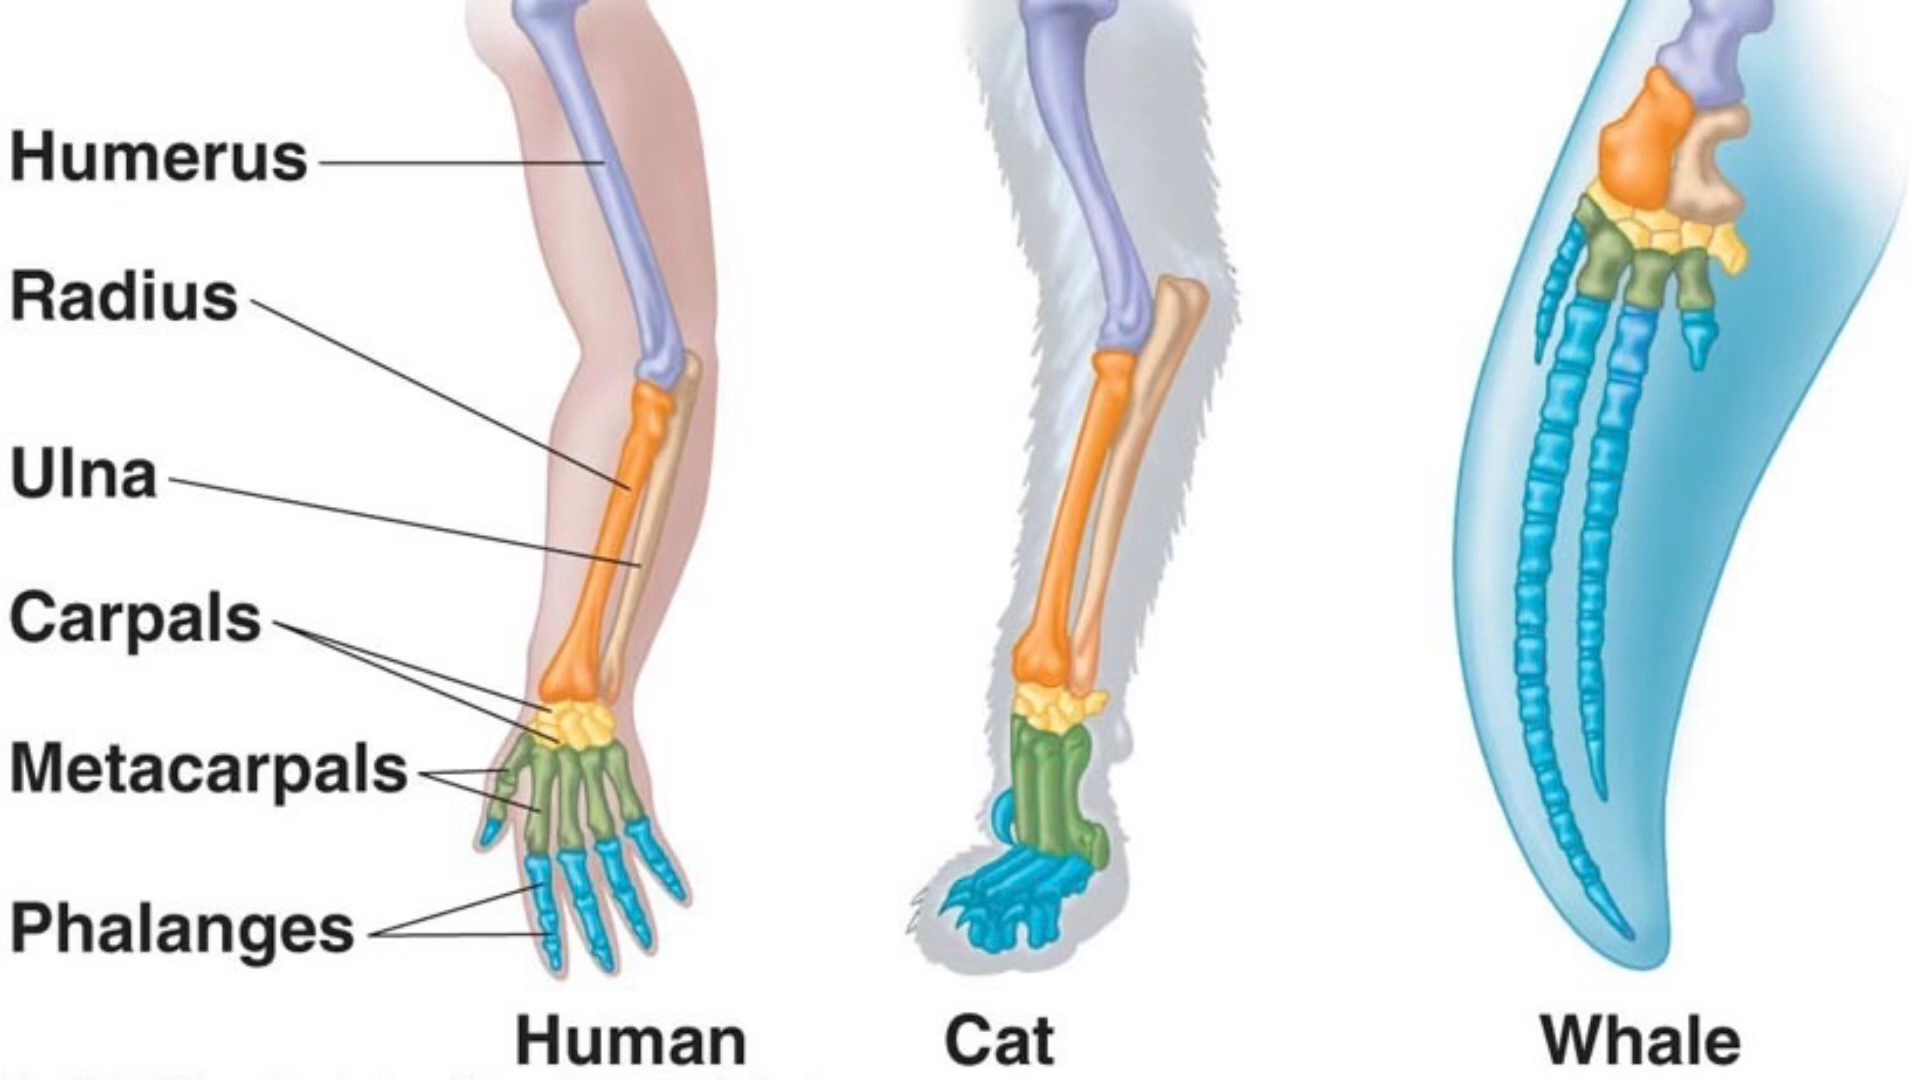 Humerus
Radius
Ulna
Carpals
Metacarpals
Phalanges
Human
Cat
Whale